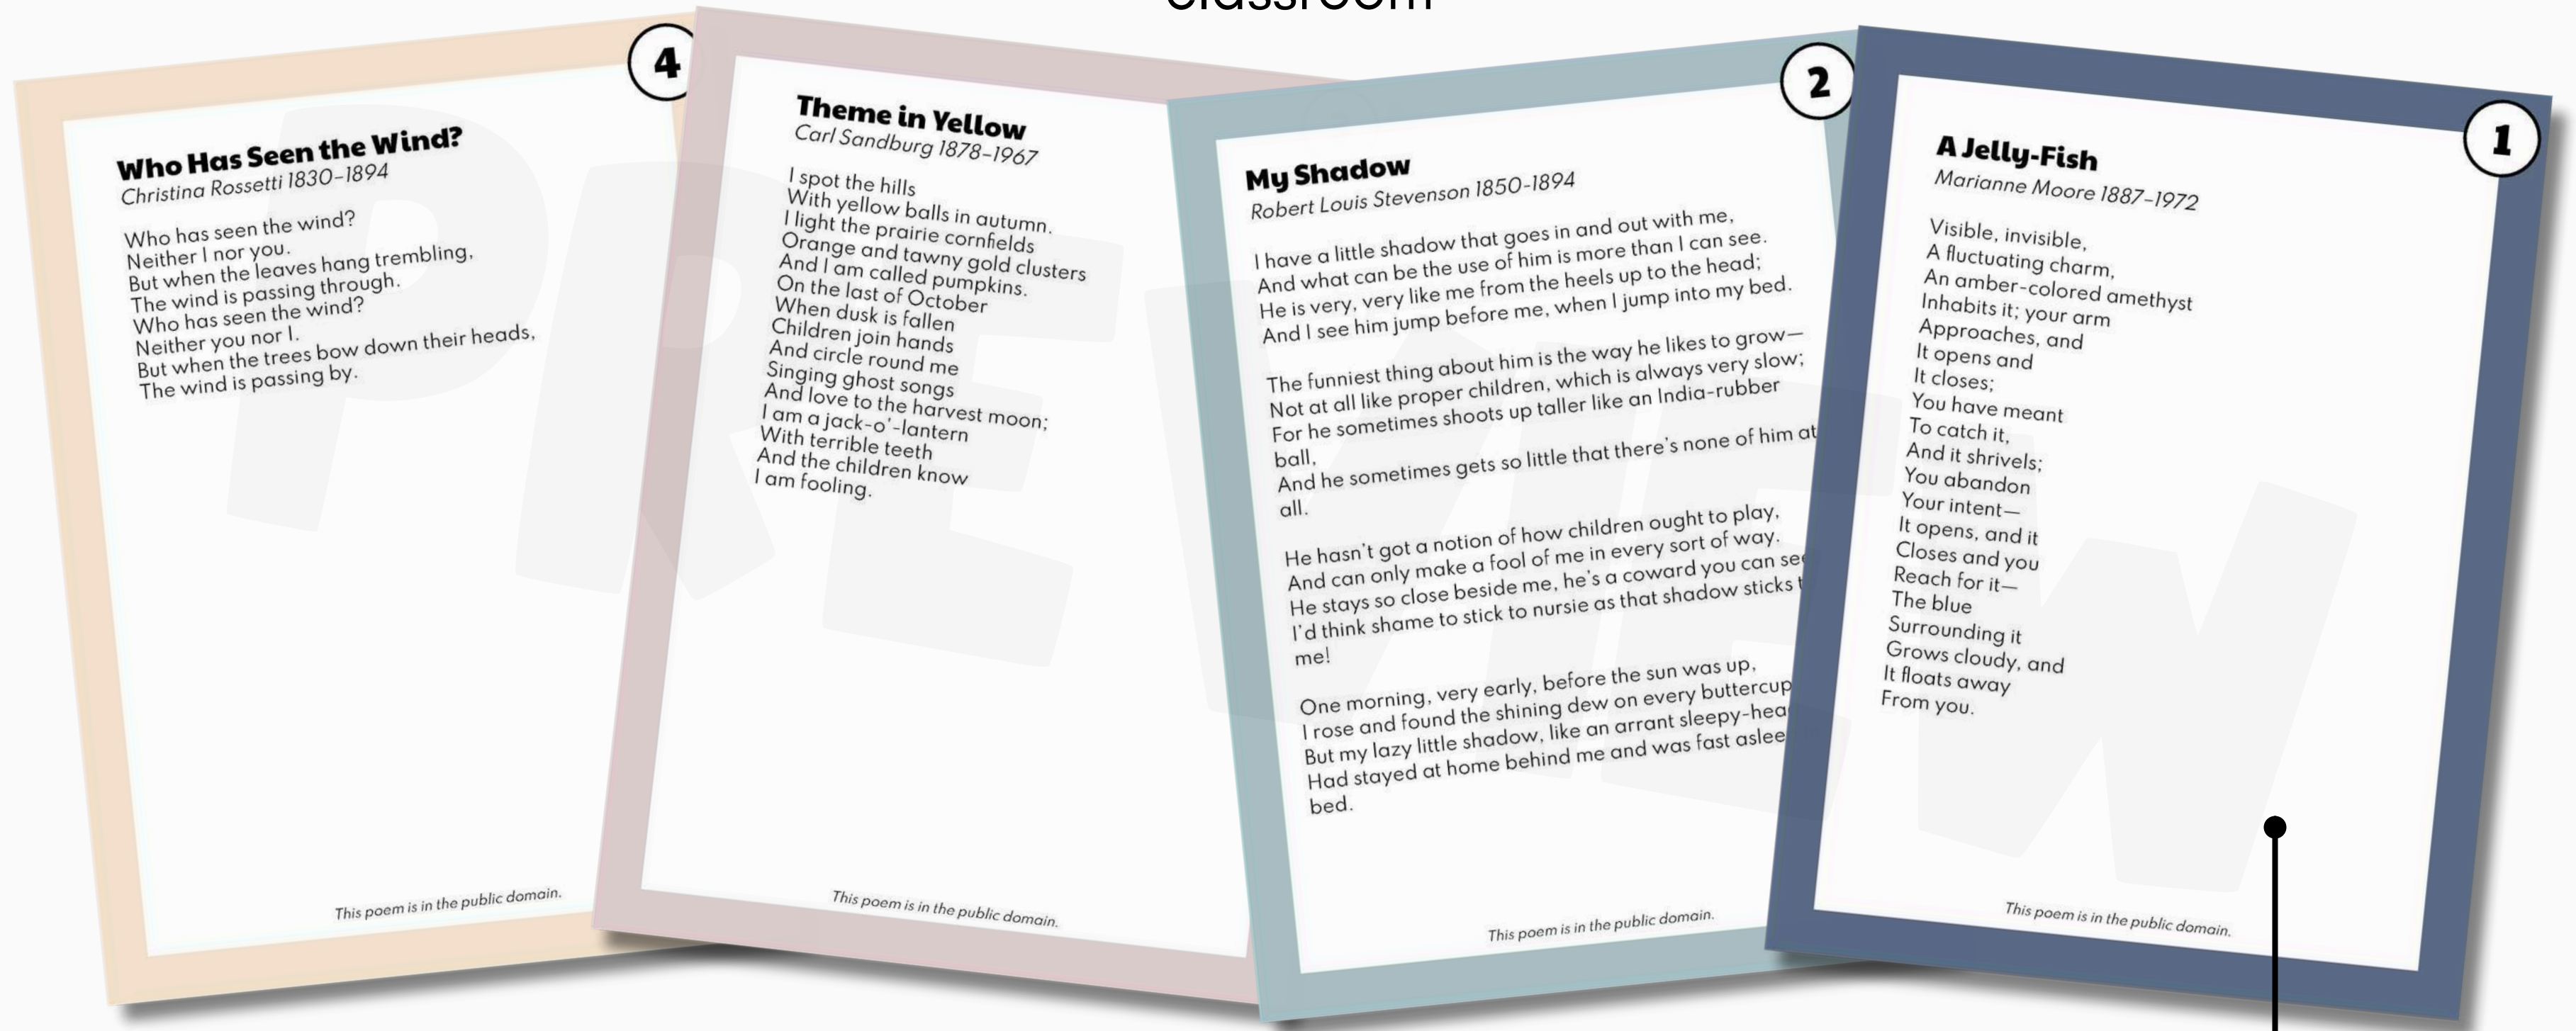 classroom
4
Who Has Seen the Wind?
Christina Rossetti 1830-1894
Who has seen the wind?
Neither I nor you.
But when the leaves hang trembling,
The wind is passing through.
Who has seen the wind?
Neither you nor I.
But when the trees bow down their heads,
The wind is passing by.
This poem is in the public domain.
Theme in Yellow
Carl Sandburg 1878-1967
I spot the hills
With yellow balls in autumn.
I light the prairie cornfields
Orange and tawny gold clusters
And I am called pumpkins.
On the last of October
When dusk is fallen
Children join hands
And circle round me
Singing ghost songs
And love to the harvest moon;
I am a jack-o'-lantern
With terrible teeth
And the children know
I am fooling.
This poem is in the public domain.
2
My Shadow
Robert Louis Stevenson 1850-1894
I have a little shadow that goes in and out with me,
And what can be the use of him is more than I can see.
He is very, very like me from the heels up to the head;
And I see him jump before me, when I jump into my bed.
The funniest thing about him is the way he likes to grow—
Not at all like proper children, which is always very slow;
For he sometimes shoots up taller like an India-rubber
ball,
And he sometimes gets so little that there's none of him at
all.
He hasn't got a notion of how children ought to play,
And can only make a fool of me in every sort of way.
He stays so close beside me, he's a coward you can see
I'd think shame to stick to nursie as that shadow sticks
me!
One morning, very early, before the sun was up,
I rose and found the shining dew on every buttercup
But my lazy little shadow, like an arrant
Had stayed at home behind me and was fast
bed.
This poem is in the public domain.
1
A Jelly-Fish
Marianne Moore 1887-1972
Visible, invisible,
A fluctuating charm,
An amber-colored amethyst
Inhabits it; your arm
Approaches, and
It opens and
It closes;
You have meant
To catch it,
And it shrivels;
You abandon
Your intent—
It opens, and it
Closes and you
Reach for it—
The blue
Surrounding it
Grows cloudy, and
It floats away
From you.
This poem is in the public domain.
PREVIEW